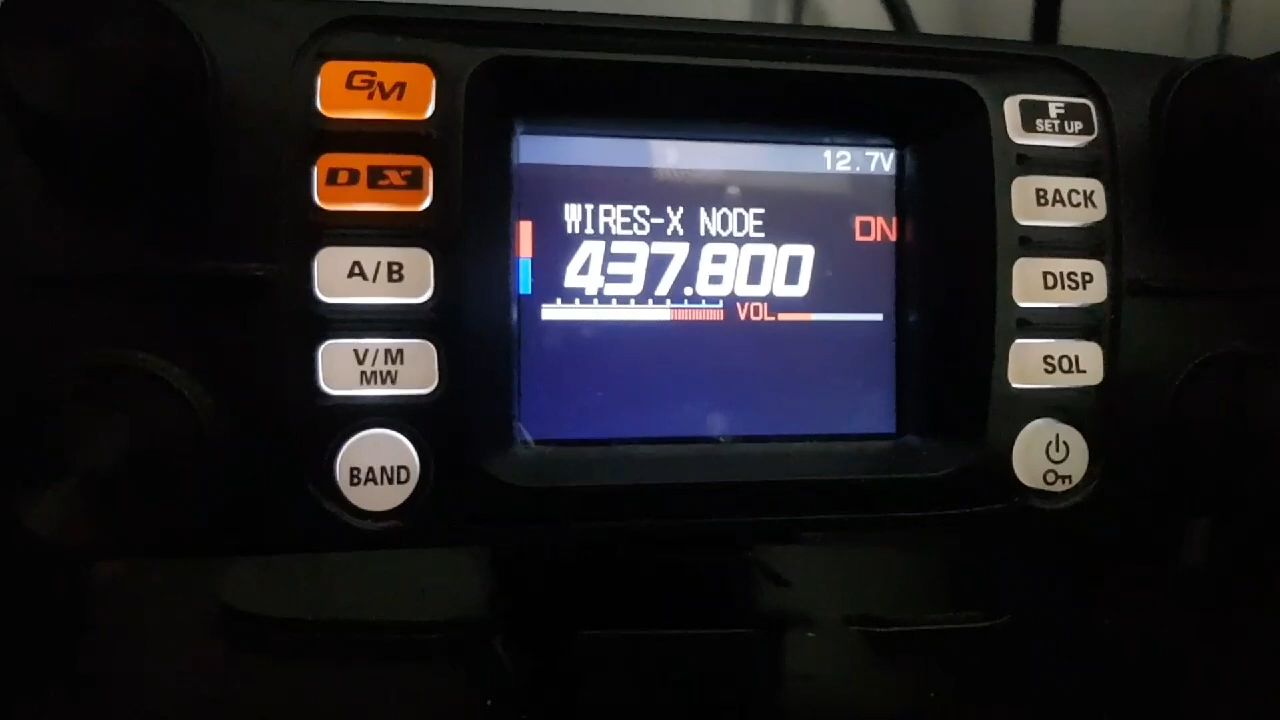 GM
DX
A/B
V/M
MW
BAND
12.7V
WIRES-X NODE
DN
437.800
VOL
F
SET UP
BACK
DISP
SQL